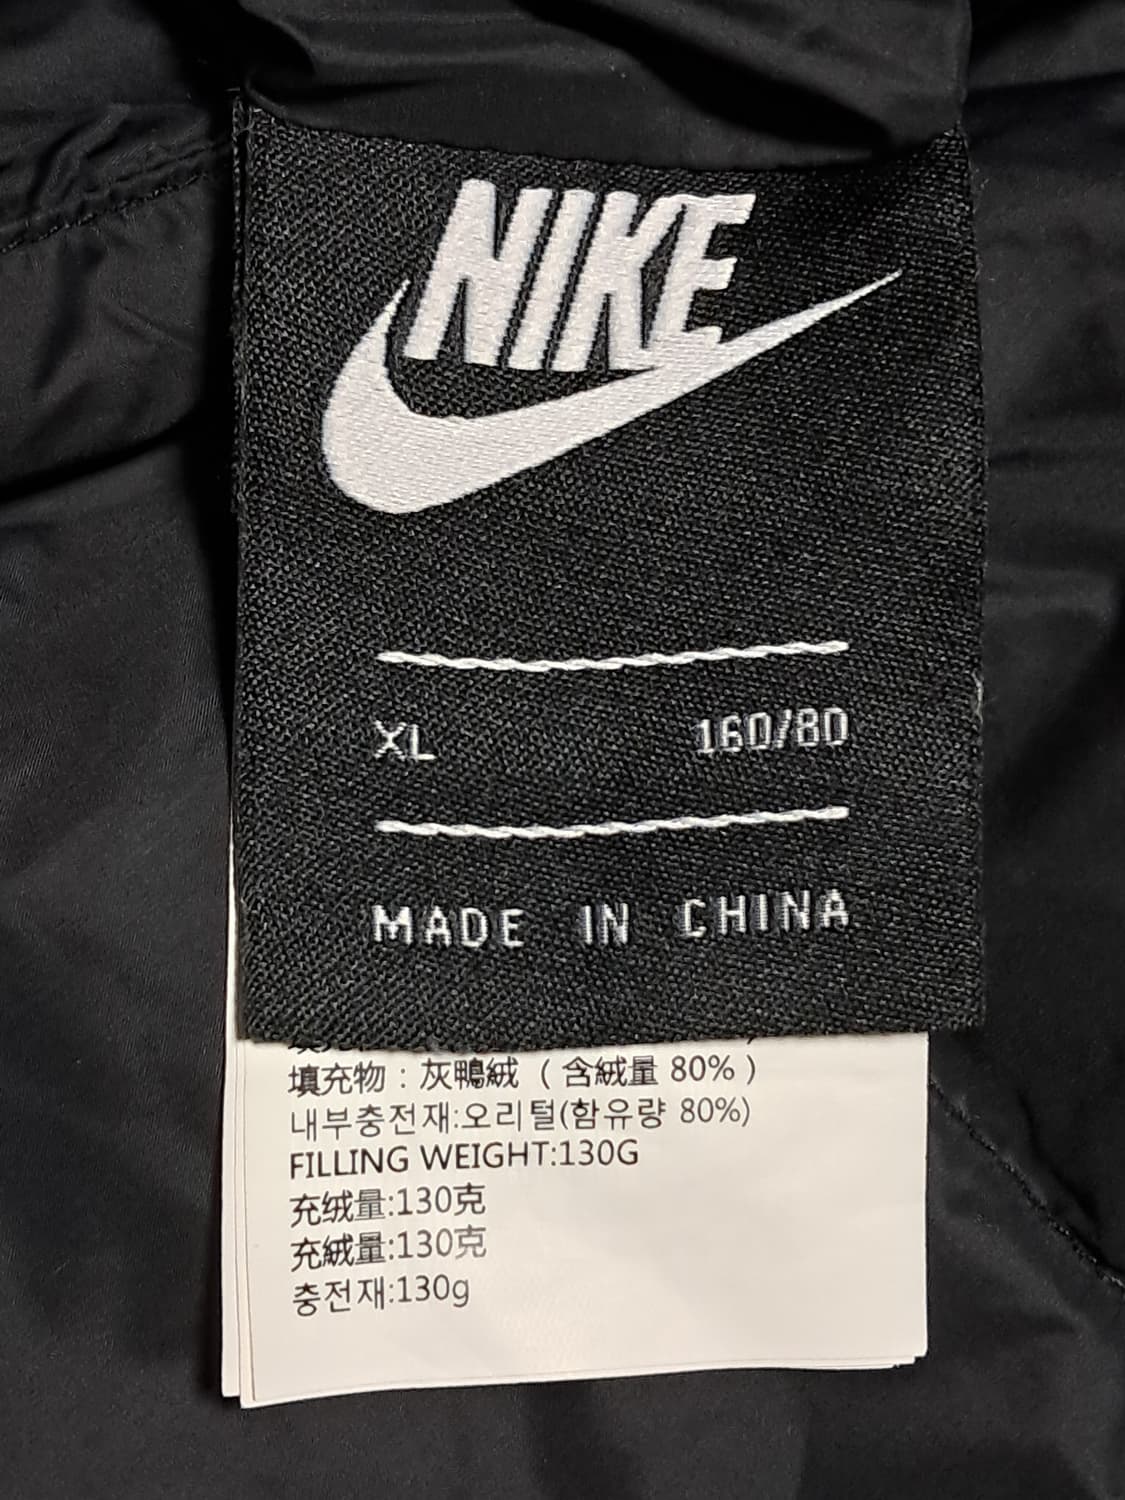 NIKE
XL 160/80
MADE IN CHINA
填充物：灰鴨絨（含絨量 80%）
내부충전재:오리털(함유량 80%)
FILLING WEIGHT:130G
充绒量:130克
充絨量:130克
충전재:130g